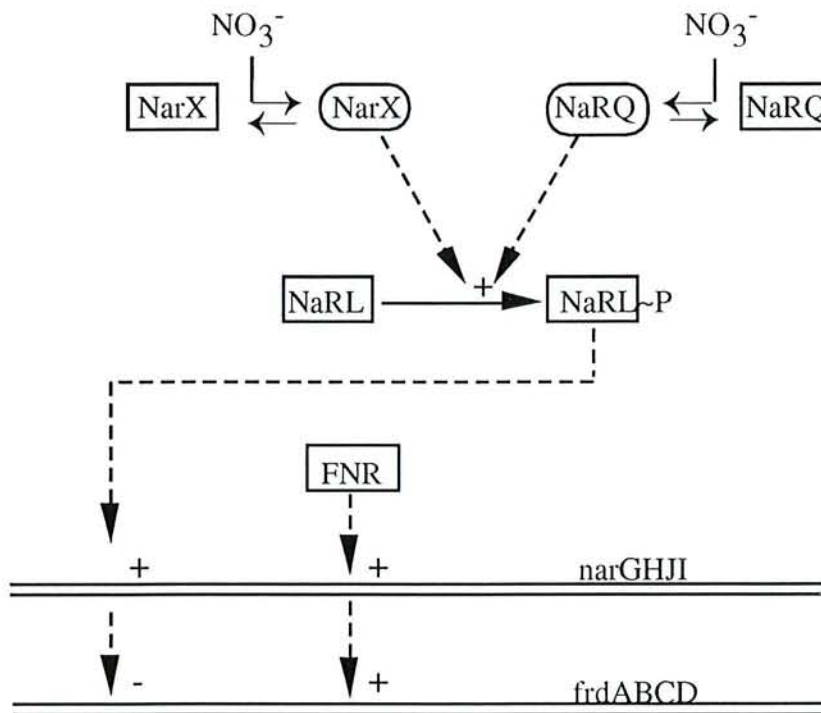 NO3- NO3-
NarX NarX NaRQ NaRQ
+
NaRL NaRL~P
FNR
+ + narGHJI
- + frdABCD